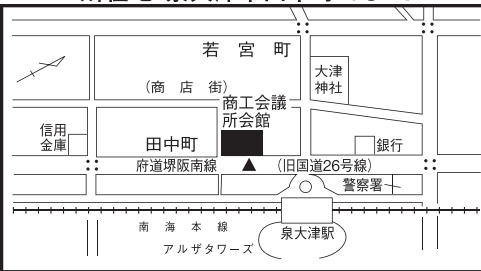 若宮町
(商店街)
大津
神社
商工会議
所会館
信用
金庫
田中町
銀行
府道堺阪南線
(旧国道26号線)
警察署
南海本線
泉大津駅
アルザタワーズ